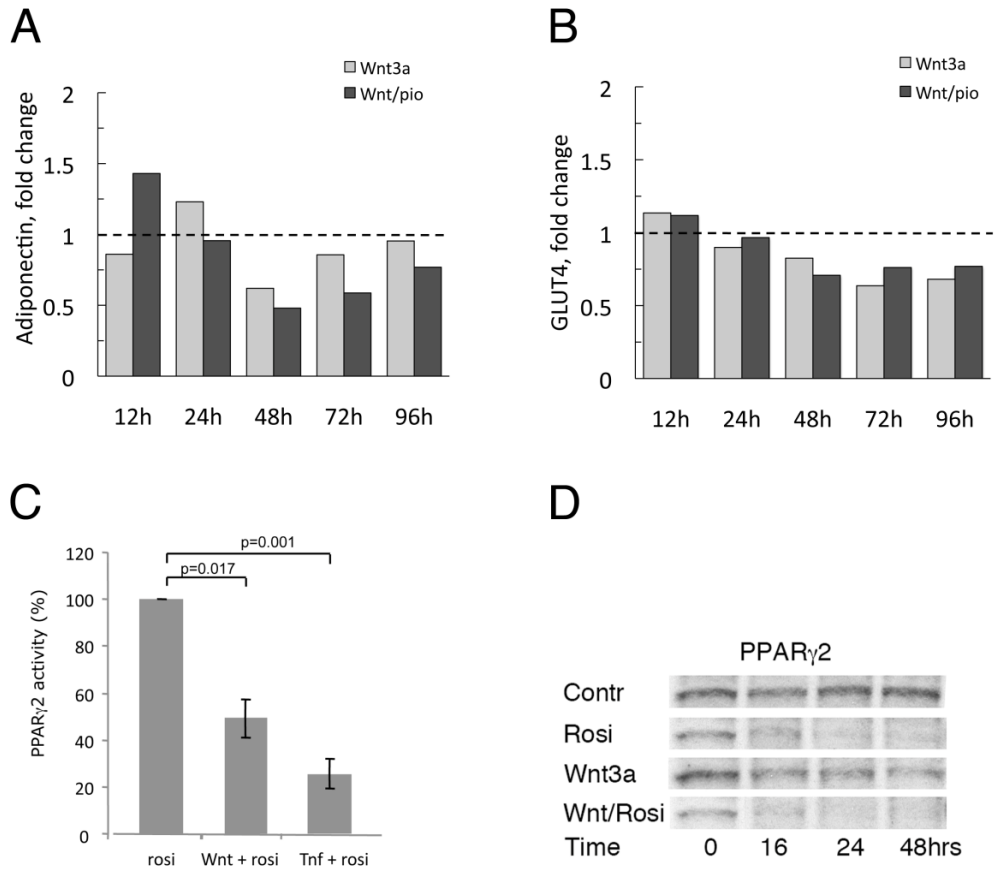 A
Wnt3a
Wnt/pio
Adiponectin, fold change
2
1.5
1
0.5
0
12h 24h 48h 72h 96h
B
Wnt3a
Wnt/pio
GLUT4, fold change
2
1.5
1
0.5
0
12h 24h 48h 72h 96h
C
p=0.001
p=0.017
PPARγ2 activity (%)
120
100
80
60
40
20
0
rosi Wnt + rosi Tnf + rosi
D
PPARγ2
Contr
Rosi
Wnt3a
Wnt/Rosi
Time 0 16 24 48hrs